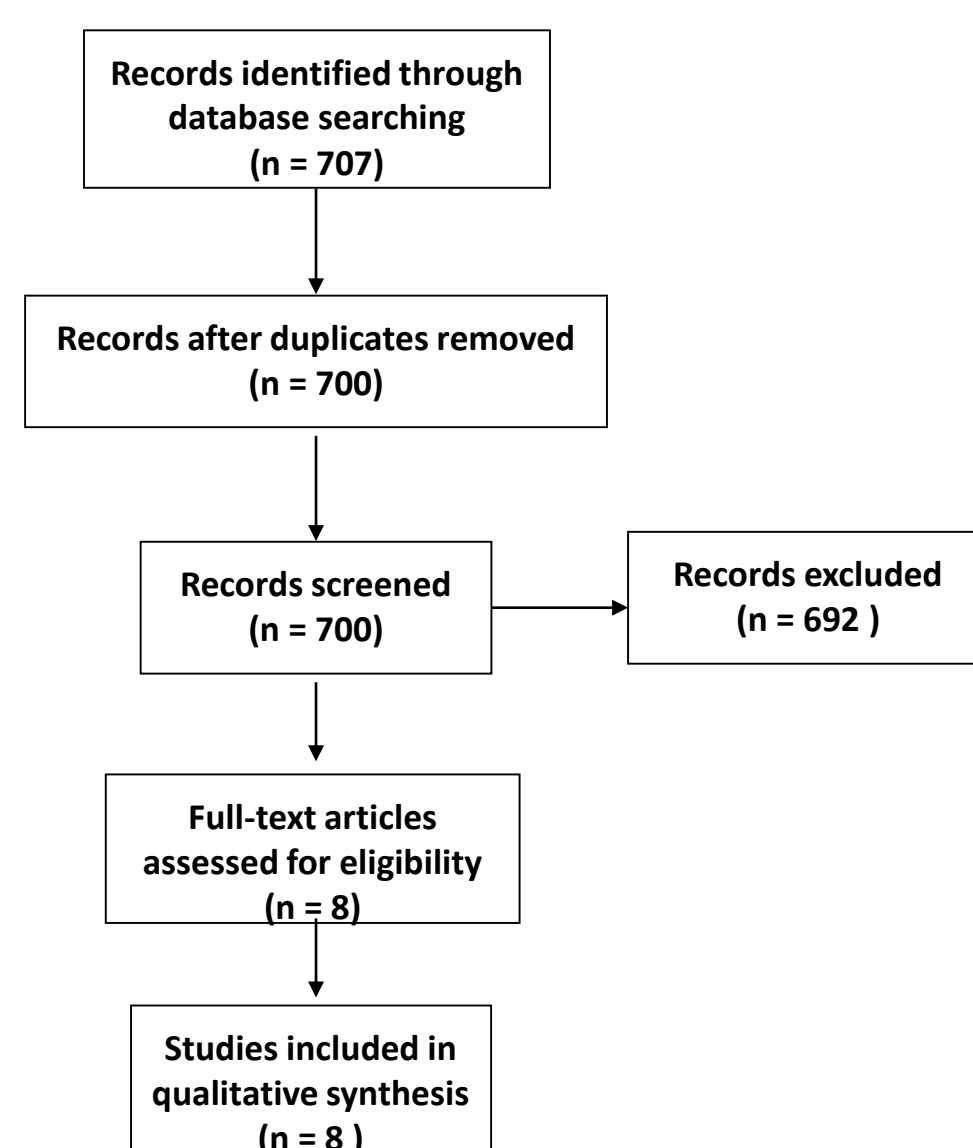 Records identified through
database searching
(n = 707)
Records after duplicates removed
(n = 700)
Records screened
(n = 700)
Records excluded
(n = 692 )
Full-text articles
assessed for eligibility
(n = 8)
Studies included in
qualitative synthesis
(n = 8 )